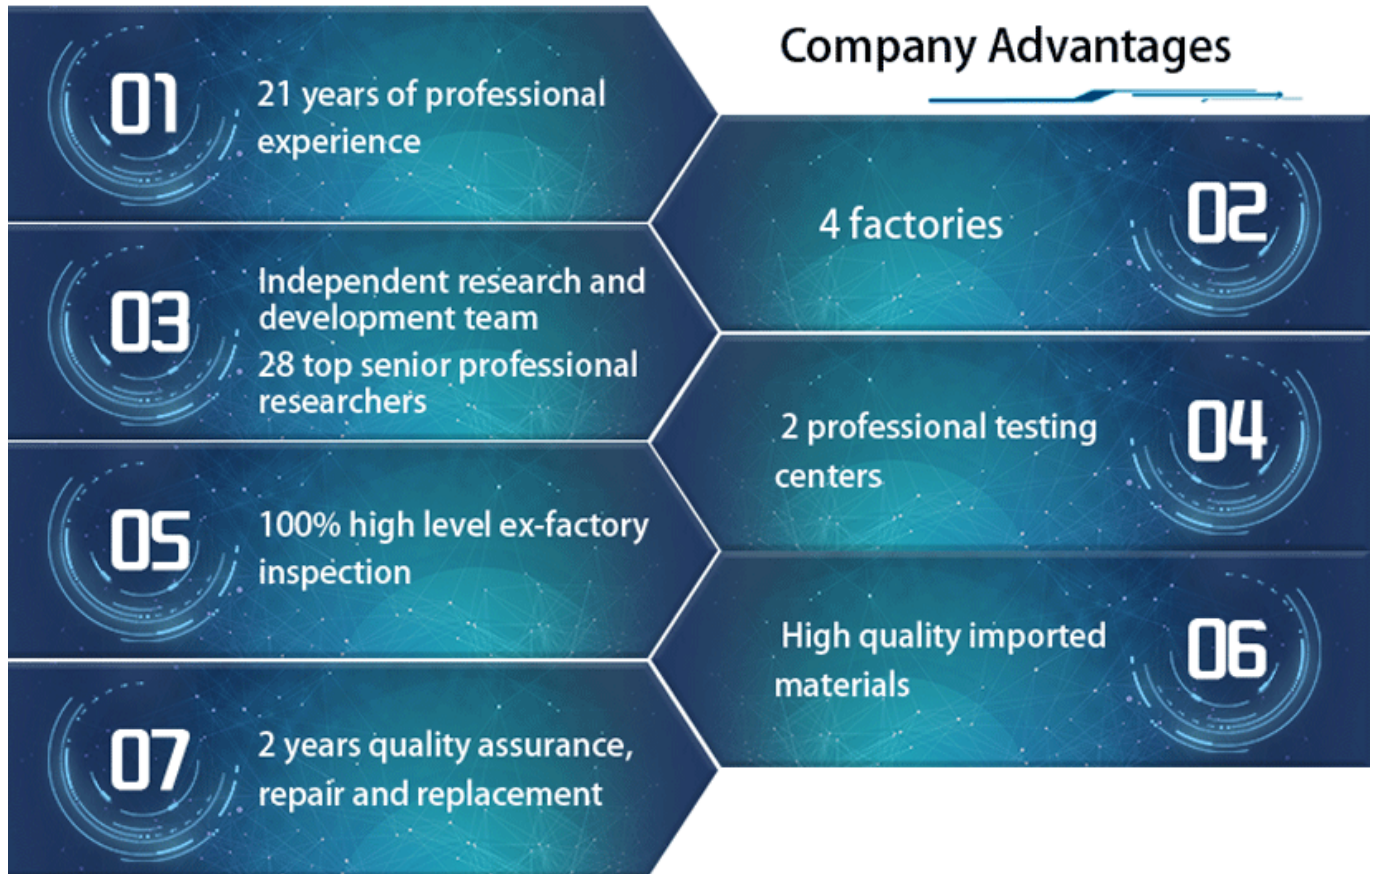 Company Advantages
01
21 years of professional
experience
02
4 factories
03
Independent research and
development team
28 top senior professional
researchers
04
2 professional testing
centers
05
100% high level ex-factory
inspection
06
High quality imported
materials
07
2 years quality assurance,
repair and replacement